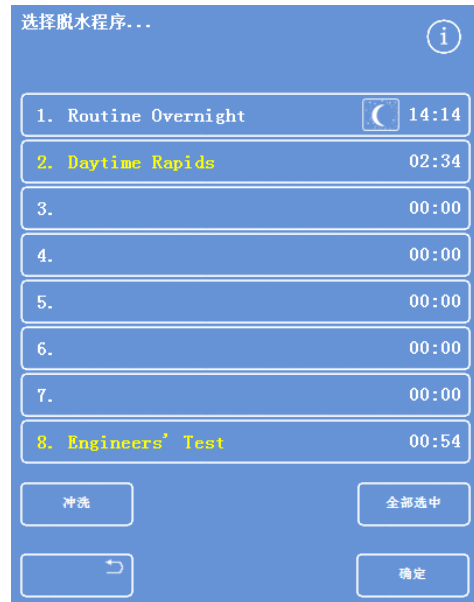 选择脱水程序...
i
1. Routine Overnight 14:14
2. Daytime Rapids 02:34
3. 00:00
4. 00:00
5. 00:00
6. 00:00
7. 00:00
8. Engineers' Test 00:54
冲洗 全部选中
确定